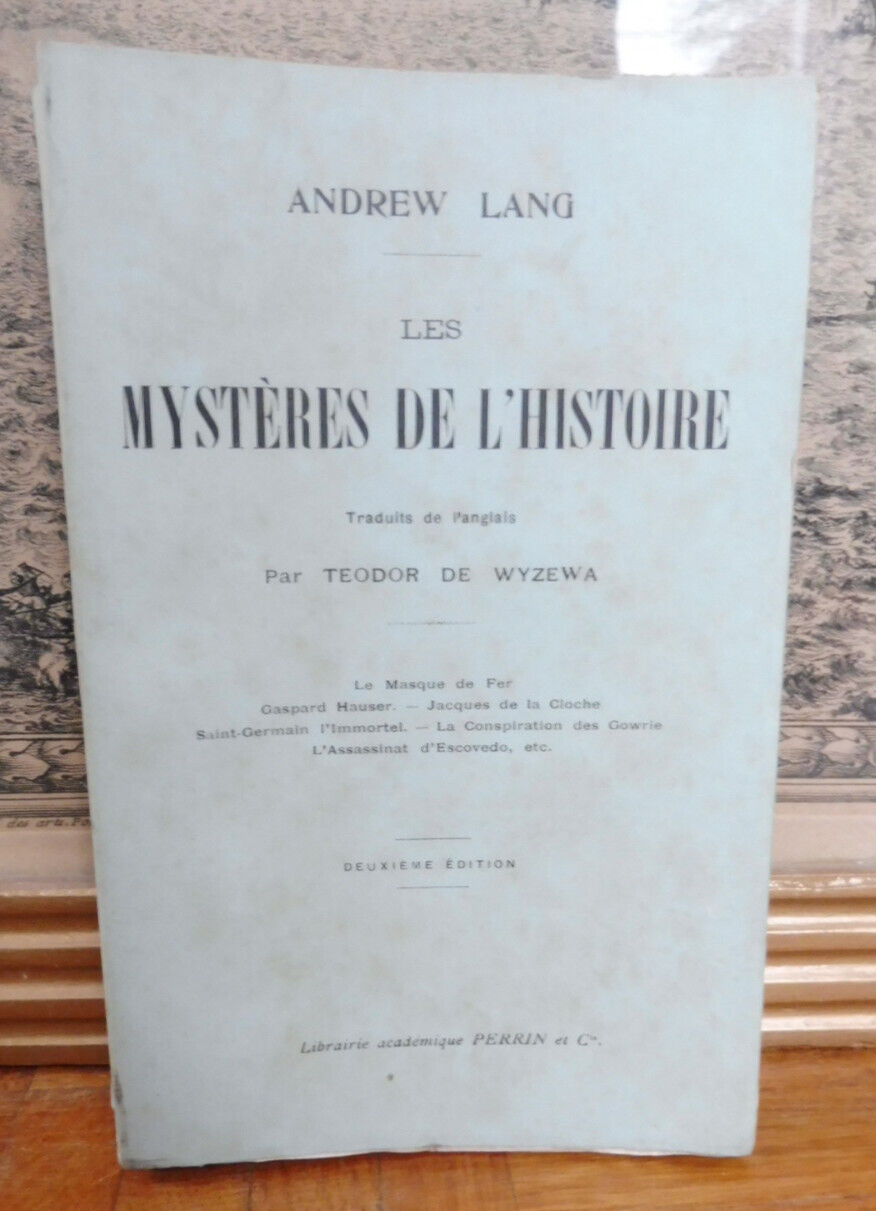 ANDREW LANG
LES
MYSTÈRES DE L'HISTOIRE
Traduits de l'anglais
Par TEODOR DE WYZEWA
Le Masque de Fer
Gaspard Hauser. — Jacques de la Cloche
Saint-Germain l'Immortel. — La Conspiration des Gowrie
L'Assassinat d'Escovedo, etc.
DEUXIÈME ÉDITION
Librairie académique PERRIN et Cie.
des arts.